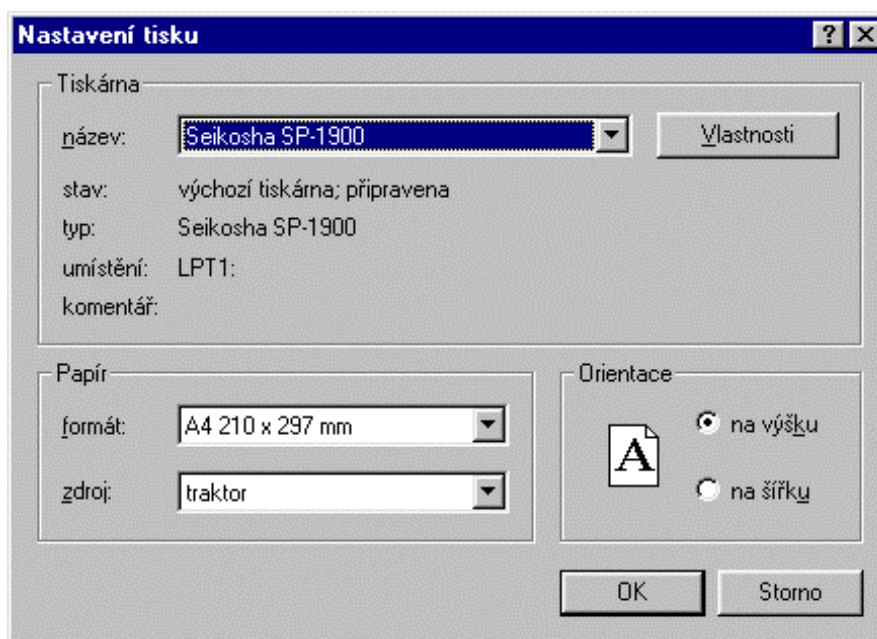 Nastavení tisku
Tiskárna
název: Seikosha SP-1900 Vlastnosti
stav: výchozí tiskárna; připravena
typ: Seikosha SP-1900
umístění: LPT1:
komentář:
Papír
formát: A4 210 x 297 mm
zdroj: traktor
Orientace
A
na výšku
na šířku
OK Storno